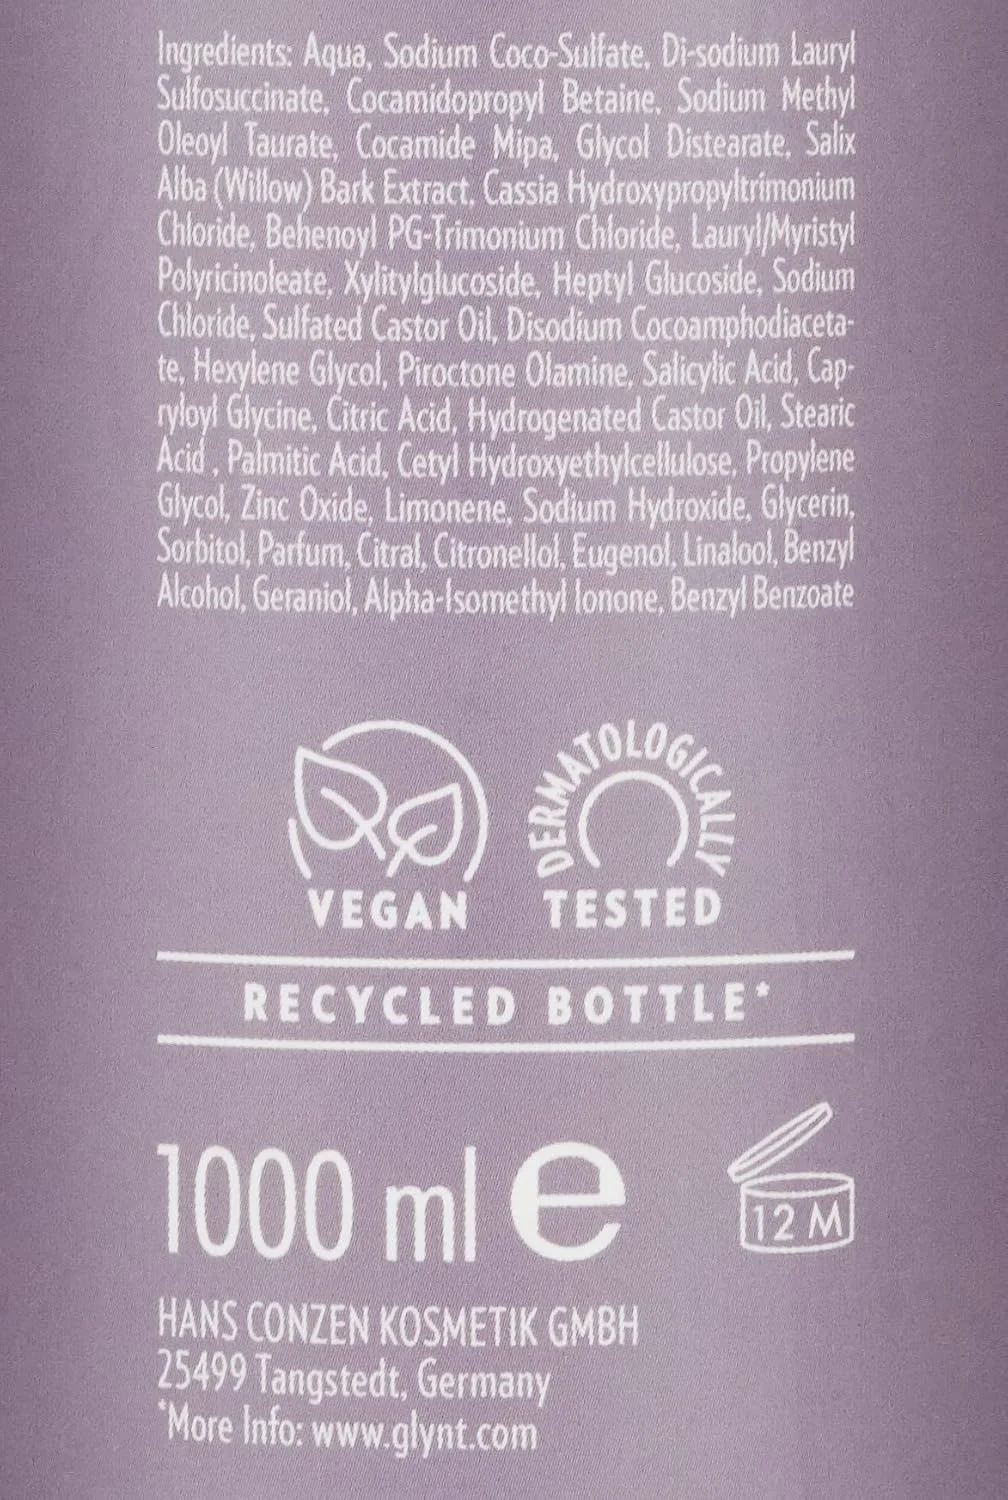 Ingredients: Aqua, Sodium Coco-Sulfate, Di-sodium Lauryl
Sulfosuccinate, Cocamidopropyl Betaine, Sodium Methyl
Oleoyl Taurate, Cocamide Mipa, Glycol Distearate, Salix
Alba (Willow) Bark Extract, Cassia Hydroxypropyltrimonium
Chloride, Behenoyl PG-Trimonium Chloride, Lauryl/Myristyl
Polyricinoleate, Xylitylglucoside, Heptyl Glucoside, Sodium
Chloride, Sulfated Castor Oil, Disodium Cocoamphodiaceta-
te, Hexylene Glycol, Piroctone Olamine, Salicylic Acid, Cap-
ryloyl Glycine, Citric Acid, Hydrogenated Castor Oil, Stearic
Acid , Palmitic Acid, Cetyl Hydroxyethylcellulose, Propylene
Glycol, Zinc Oxide, Limonene, Sodium Hydroxide, Glycerin,
Sorbitol, Parfum, Citral, Citronellol, Eugenol, Linalool, Benzyl
Alcohol, Geraniol, Alpha-Isomethyl Ionone, Benzyl Benzoate
VEGAN
DERMATOLOGICALLY
TESTED
RECYCLED BOTTLE*
1000 ml e
12 M
HANS CONZEN KOSMETIK GMBH
25499 Tangstedt, Germany
*More Info: www.glynt.com